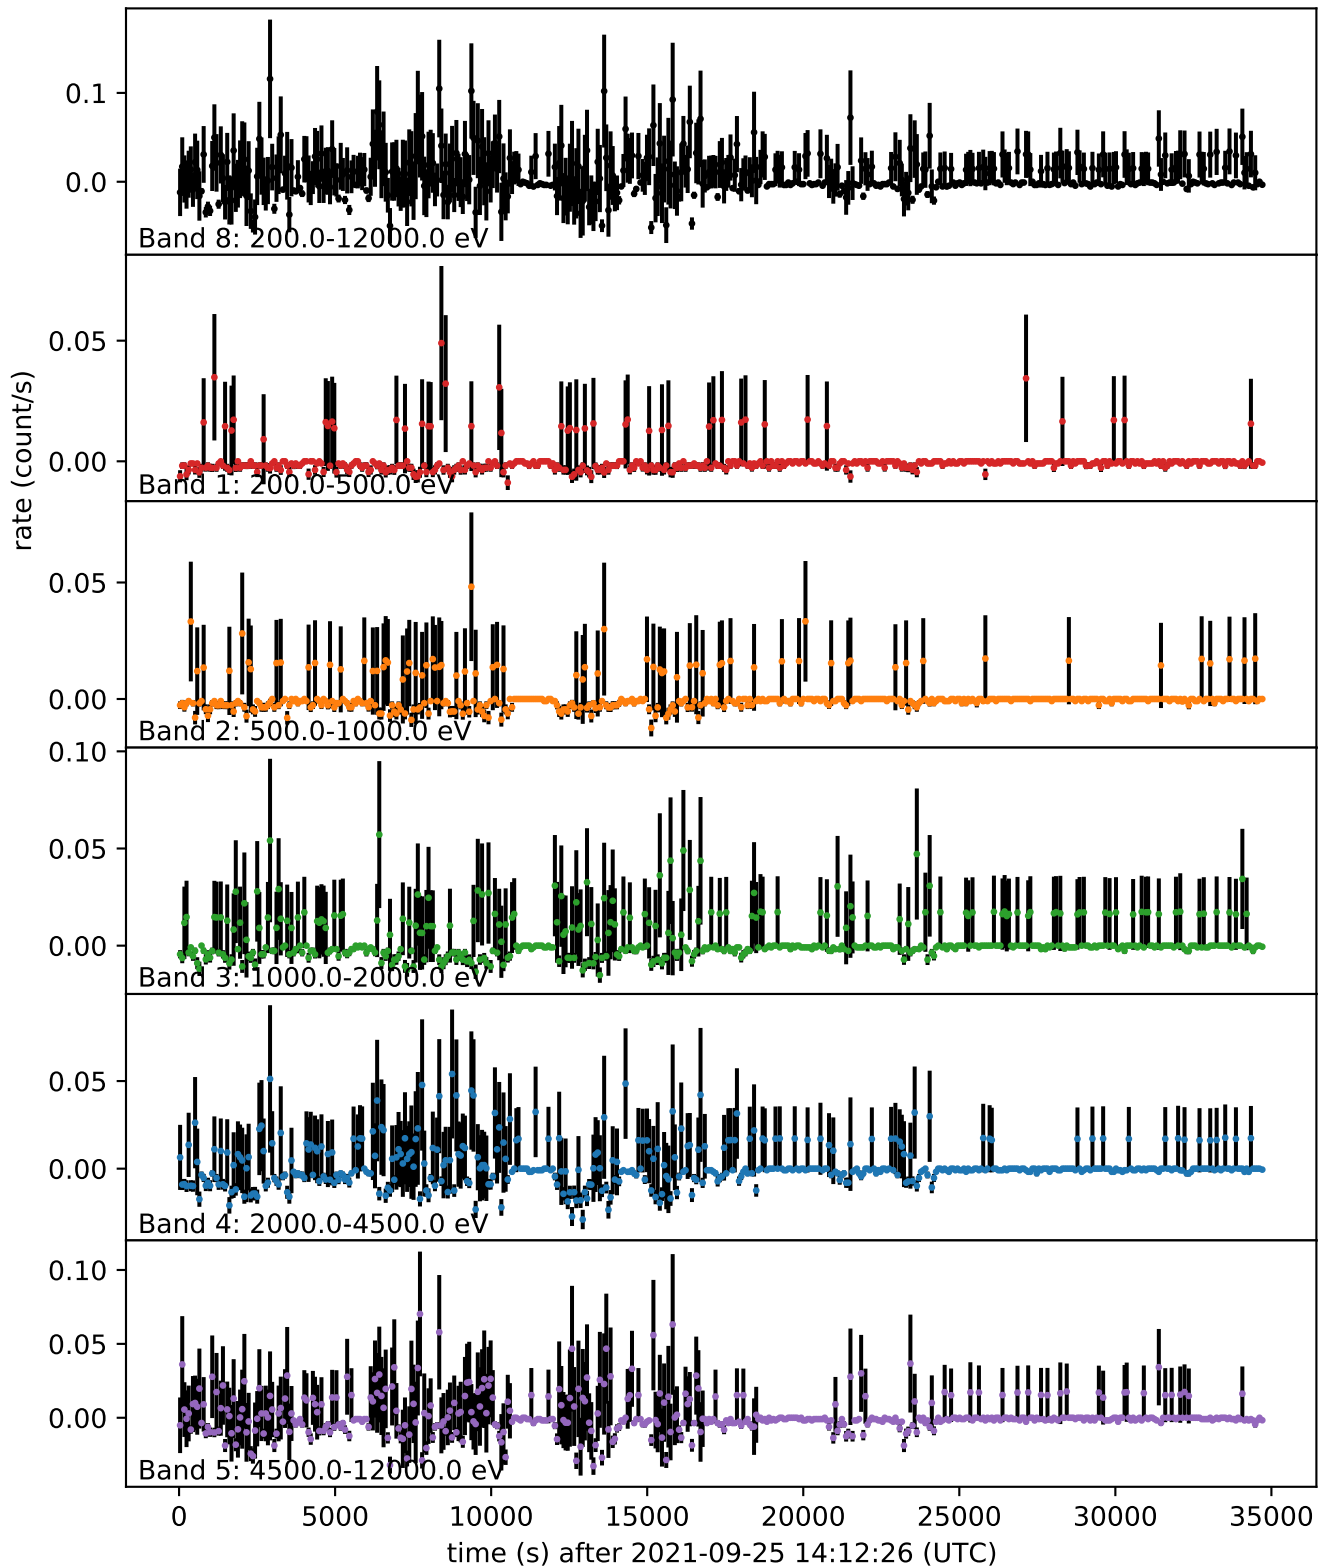 0.1
0.0
Band 8: 200.0-12000.0 eV
0.05
0.00
Band 1: 200.0-500.0 eV
rate (count/s)
0.05
0.00
Band 2: 500.0-1000.0 eV
0.10
0.05
0.00
Band 3: 1000.0-2000.0 eV
0.05
0.00
Band 4: 2000.0-4500.0 eV
0.10
0.05
0.00
Band 5: 4500.0-12000.0 eV
0 5000 10000 15000 20000 25000 30000 35000
time (s) after 2021-09-25 14:12:26 (UTC)